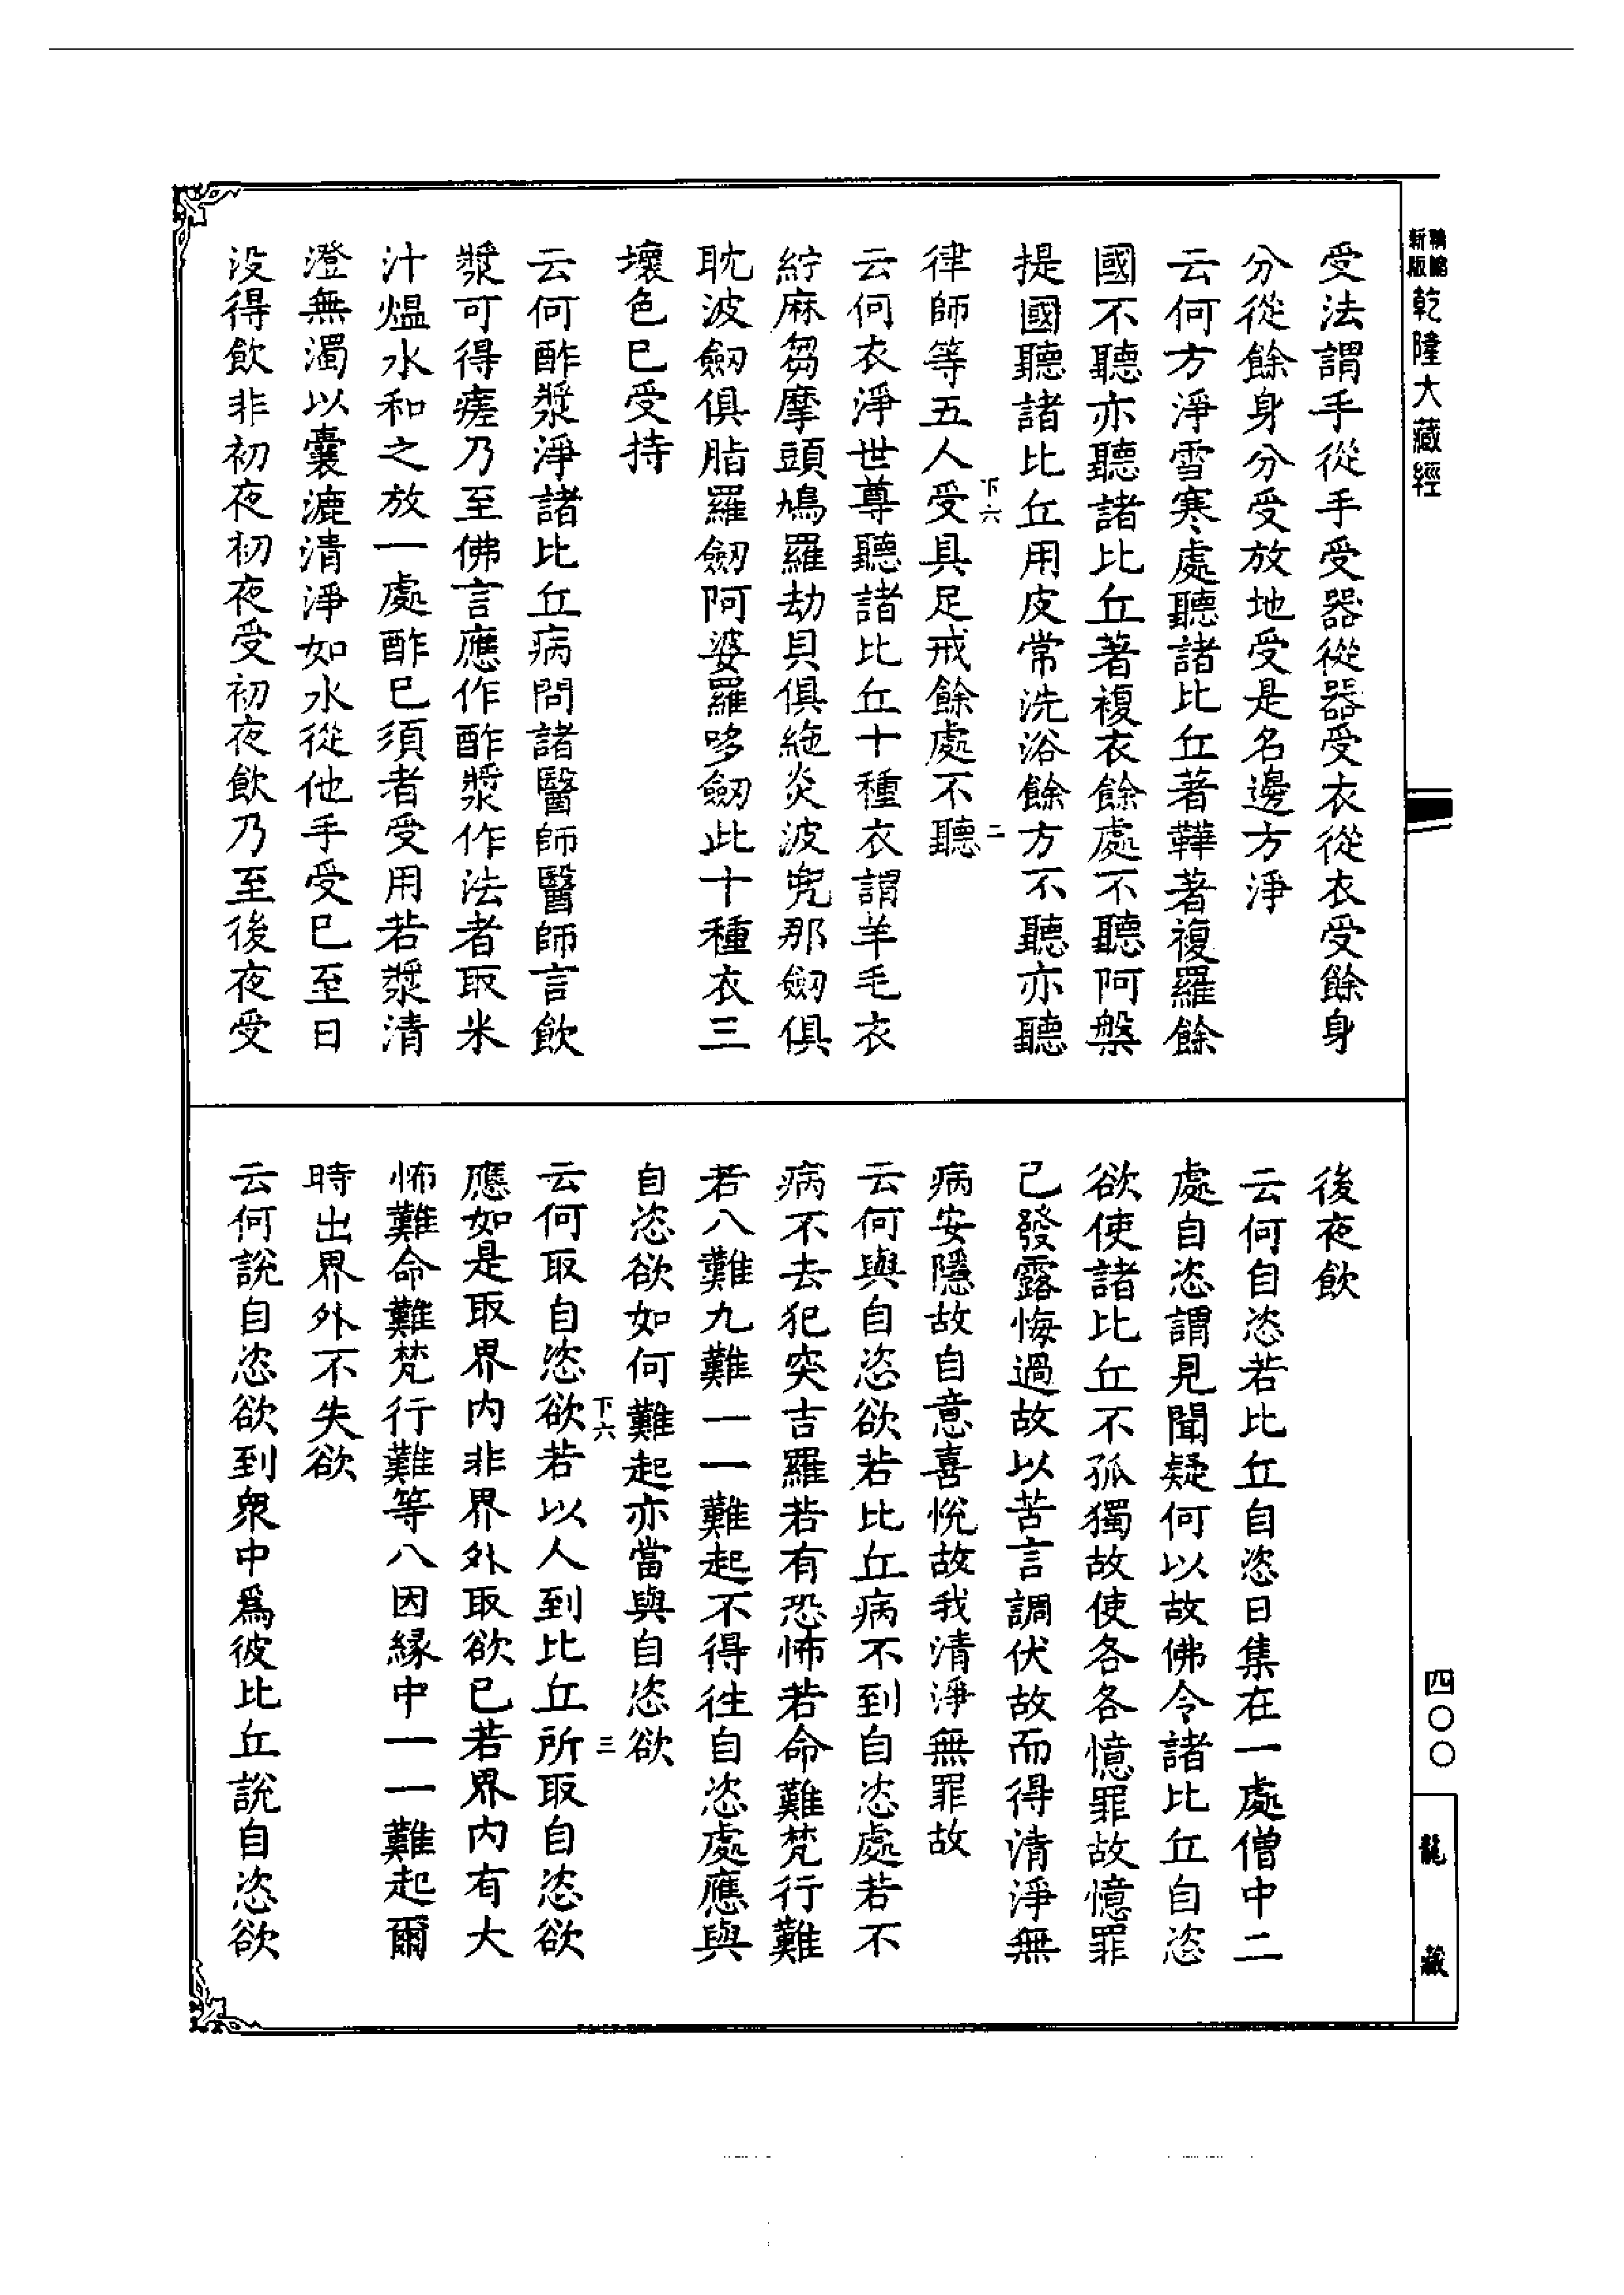 新版
乾隆大藏經
受法謂手從手受器從器受衣從衣受餘身
分從餘身分受放地受是名邊方淨
云何方淨雪寒處聽諸比丘著鞾著複羅餘
國不聽亦聽諸比丘著複衣餘處不聽阿槃
提國聽諸比丘用皮常洗浴餘方不聽亦聽
下六
二
律師等五人受具足戒餘處不聽
云何衣淨世尊聽諸比丘十種衣謂羊毛衣
紵麻芻摩頭鳩羅劫貝俱絁炎波兜那劒俱
耽波劒俱脂羅劒阿婆羅哆劒此十種衣三
壞色已受持
云何酢漿淨諸比丘病問諸醫師醫師言飲
漿可得瘥乃至佛言應作酢漿作法者取米
汁熅水和之放一處酢已須者受用若漿清
澄無濁以囊漉清淨如水從他手受已至日
没得飲非初夜初夜受初夜飲乃至後夜受
後夜飲
云何自恣若比丘自恣日集在一處僧中二
處自恣謂見聞疑何以故佛令諸比丘自恣
欲使諸比丘不孤獨故使各各憶罪故憶罪
已發露悔過故以苦言調伏故而得清淨無
病安隱故自意喜悅故我清淨無罪故
云何與自恣欲若比丘病不到自恣處若不
病不去犯突吉羅若有恐怖若命難梵行難
若八難九難一一難起不得往自恣處應與
自恣欲如何難起亦當與自恣欲
下六
三
云何取自恣欲若以人到比丘所取自恣欲
應如是取界内非界外取欲已若界内有大
怖難命難梵行難等八因緣中一一難起爾
時出界外不失欲
云何說自恣欲到衆中爲彼比丘說自恣欲
四〇〇
龍藏